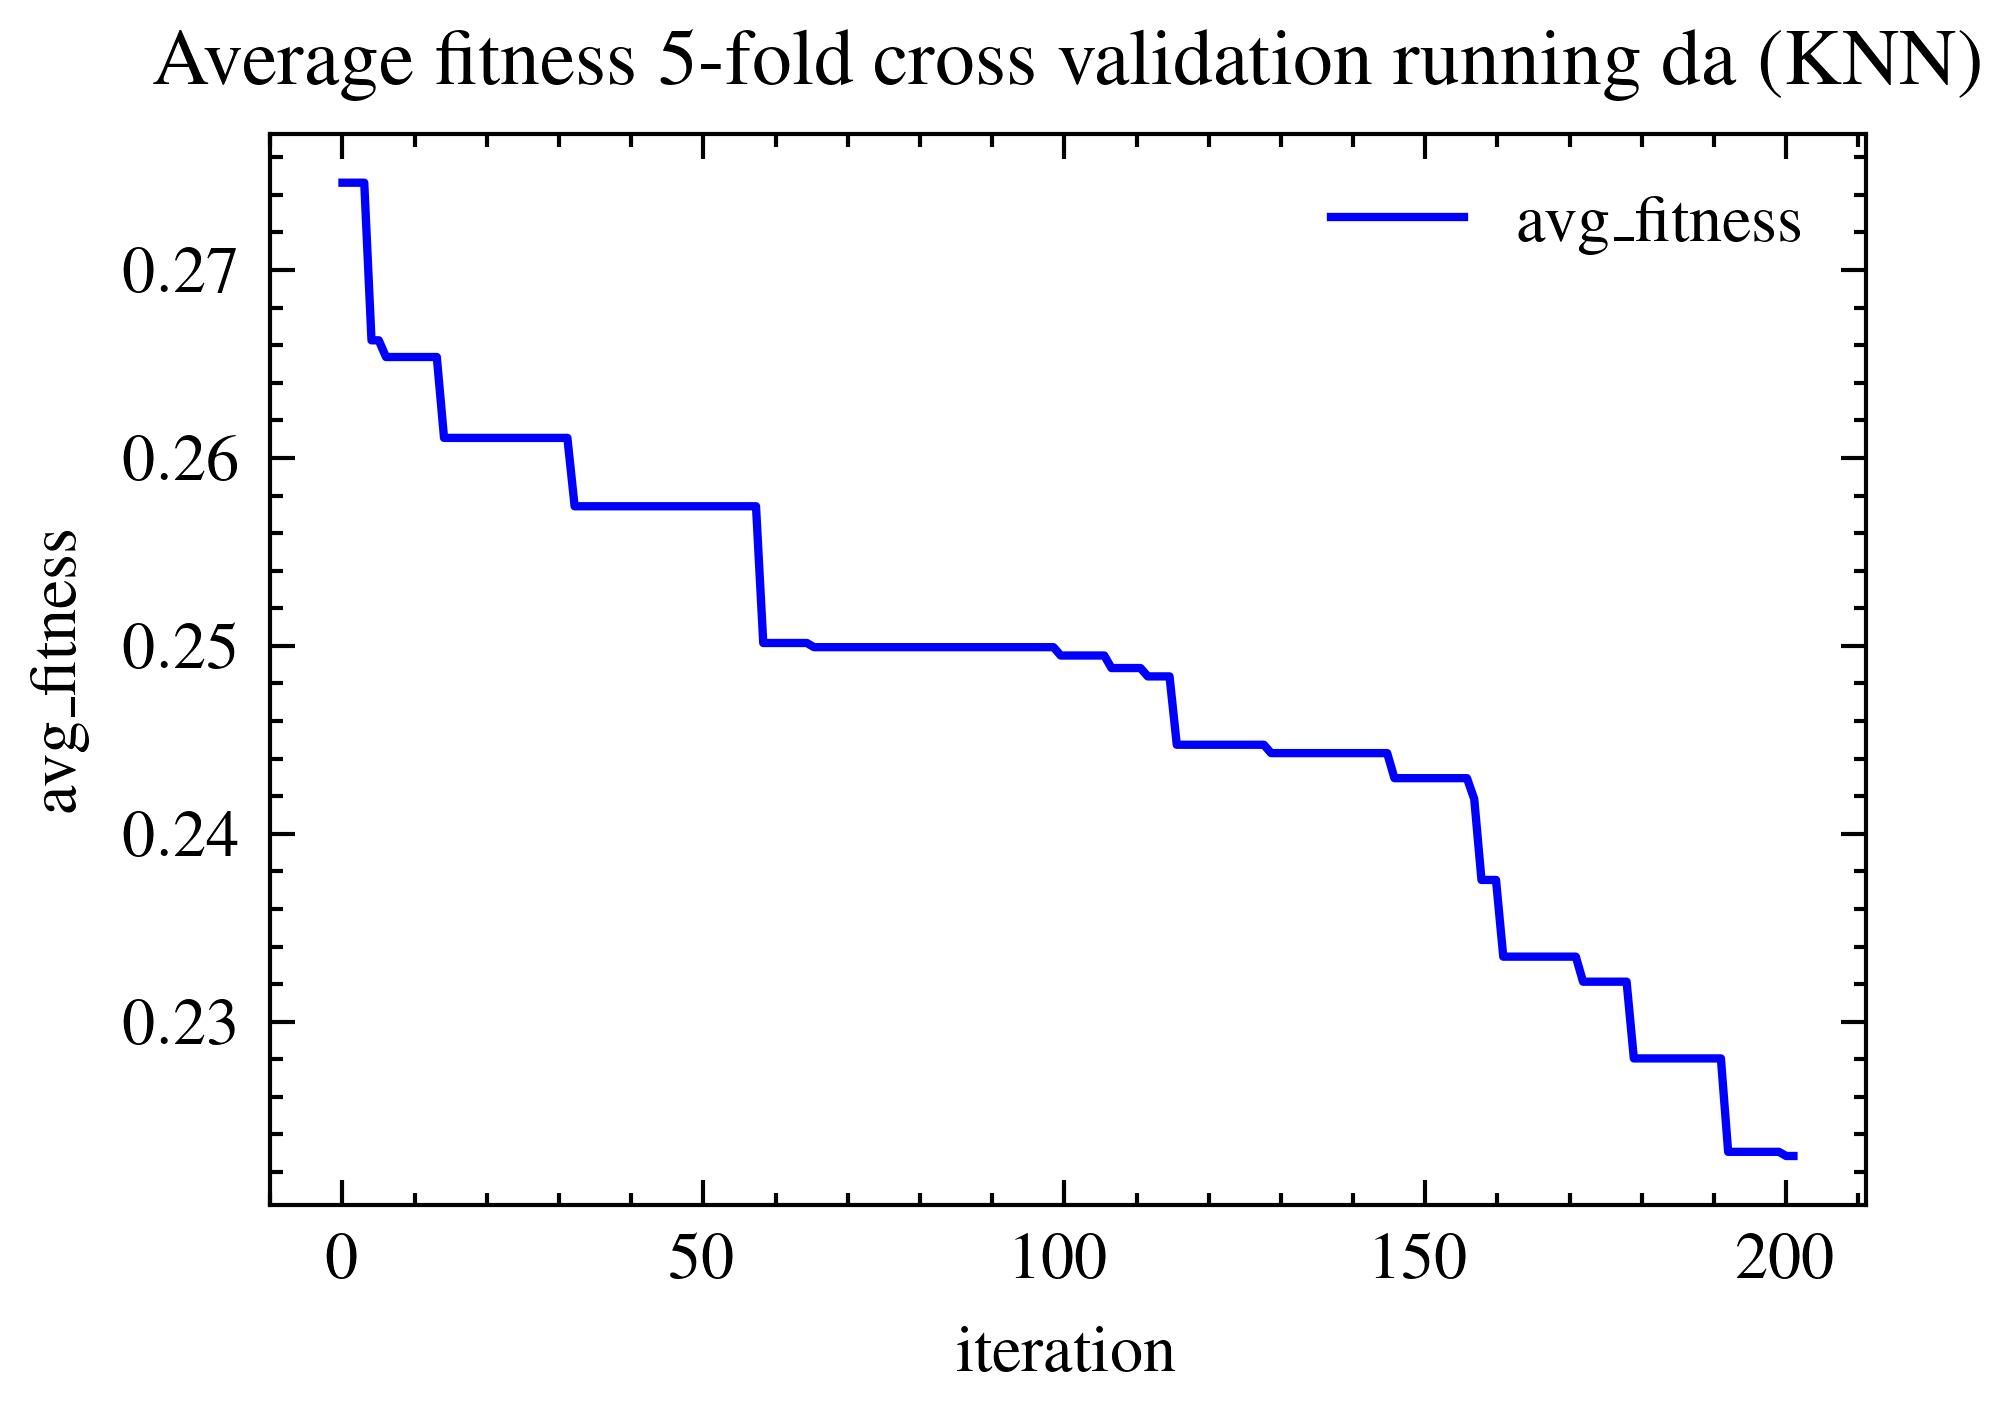 Average fitness 5-fold cross validation running da (KNN)
avg_fitness
0.27
0.26
0.25
0.24
0.23
avg_fitness
0 50 100 150 200
iteration